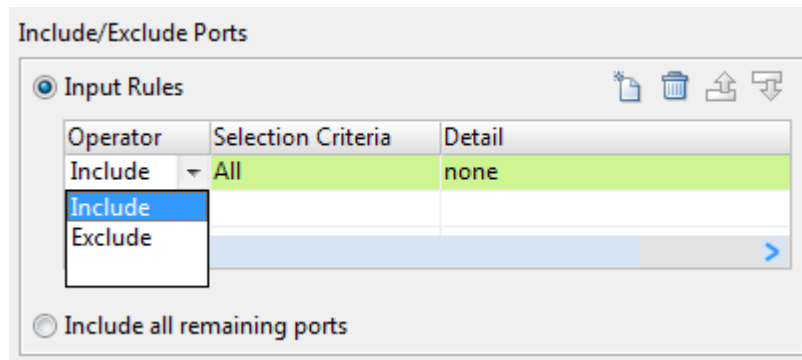 Include/Exclude Ports
Input Rules
Operator Selection Criteria Detail
Include All none
Include
Exclude
Include all remaining ports